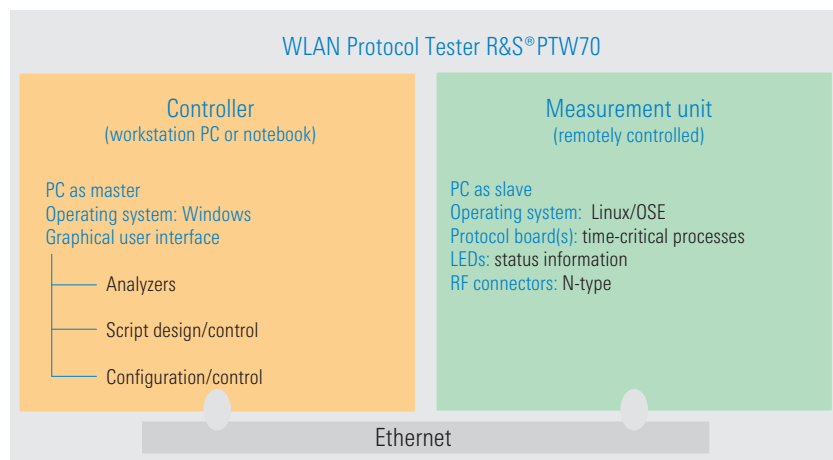 WLAN Protocol Tester R&S®PTW70
Controller
(workstation PC or notebook)
PC as master
Operating system: Windows
Graphical user interface
Analyzers
Script design/control
Configuration/control
Measurement unit
(remotely controlled)
PC as slave
Operating system: Linux/OSE
Protocol board(s): time-critical processes
LEDs: status information
RF connectors: N-type
Ethernet